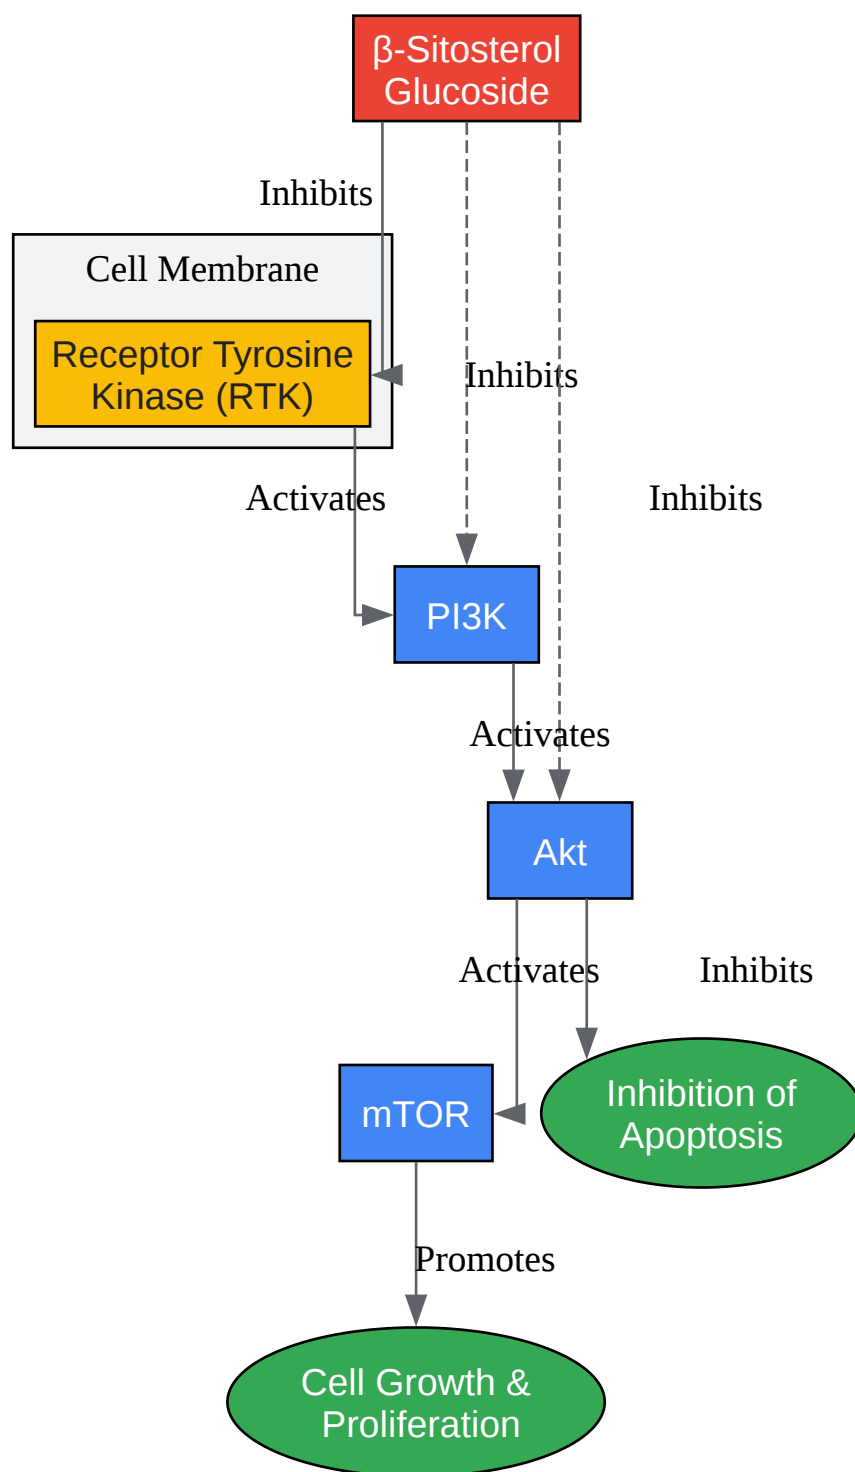 β-Sitosterol
Glucoside
Inhibits
Cell Membrane
Receptor Tyrosine
Kinase (RTK)
Inhibits
Activates
Inhibits
PI3K
Activates
Akt
Activates
Inhibits
mTOR
Inhibition of
Apoptosis
Promotes
Cell Growth &
Proliferation